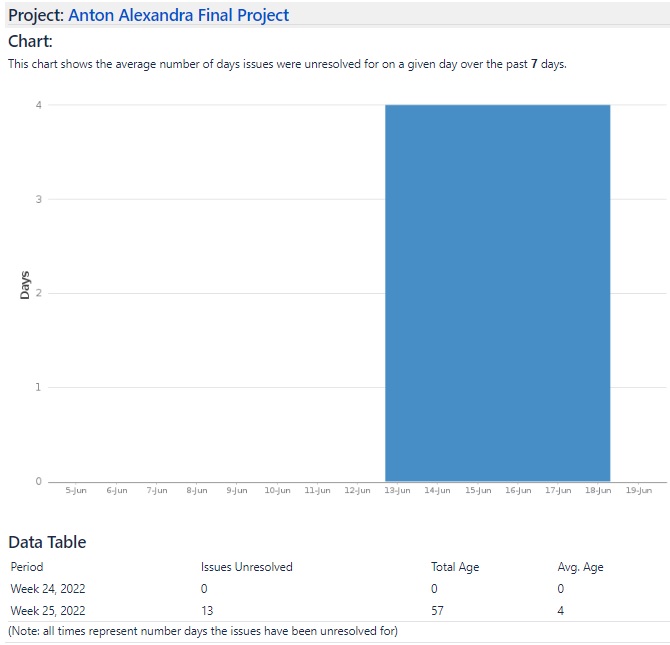 Project: Anton Alexandra Final Project
Chart:
This chart shows the average number of days issues were unresolved for on a given day over the past 7 days.
4
3
2
1
0
Days
5-Jun 6-Jun 7-Jun 8-Jun 9-Jun 10-Jun 11-Jun 12-Jun 13-Jun 14-Jun 15-Jun 16-Jun 17-Jun 18-Jun 19-Jun
Data Table
Period Issues Unresolved Total Age Avg. Age
Week 24, 2022 0 0 0
Week 25, 2022 13 57 4
(Note: all times represent number days the issues have been unresolved for)